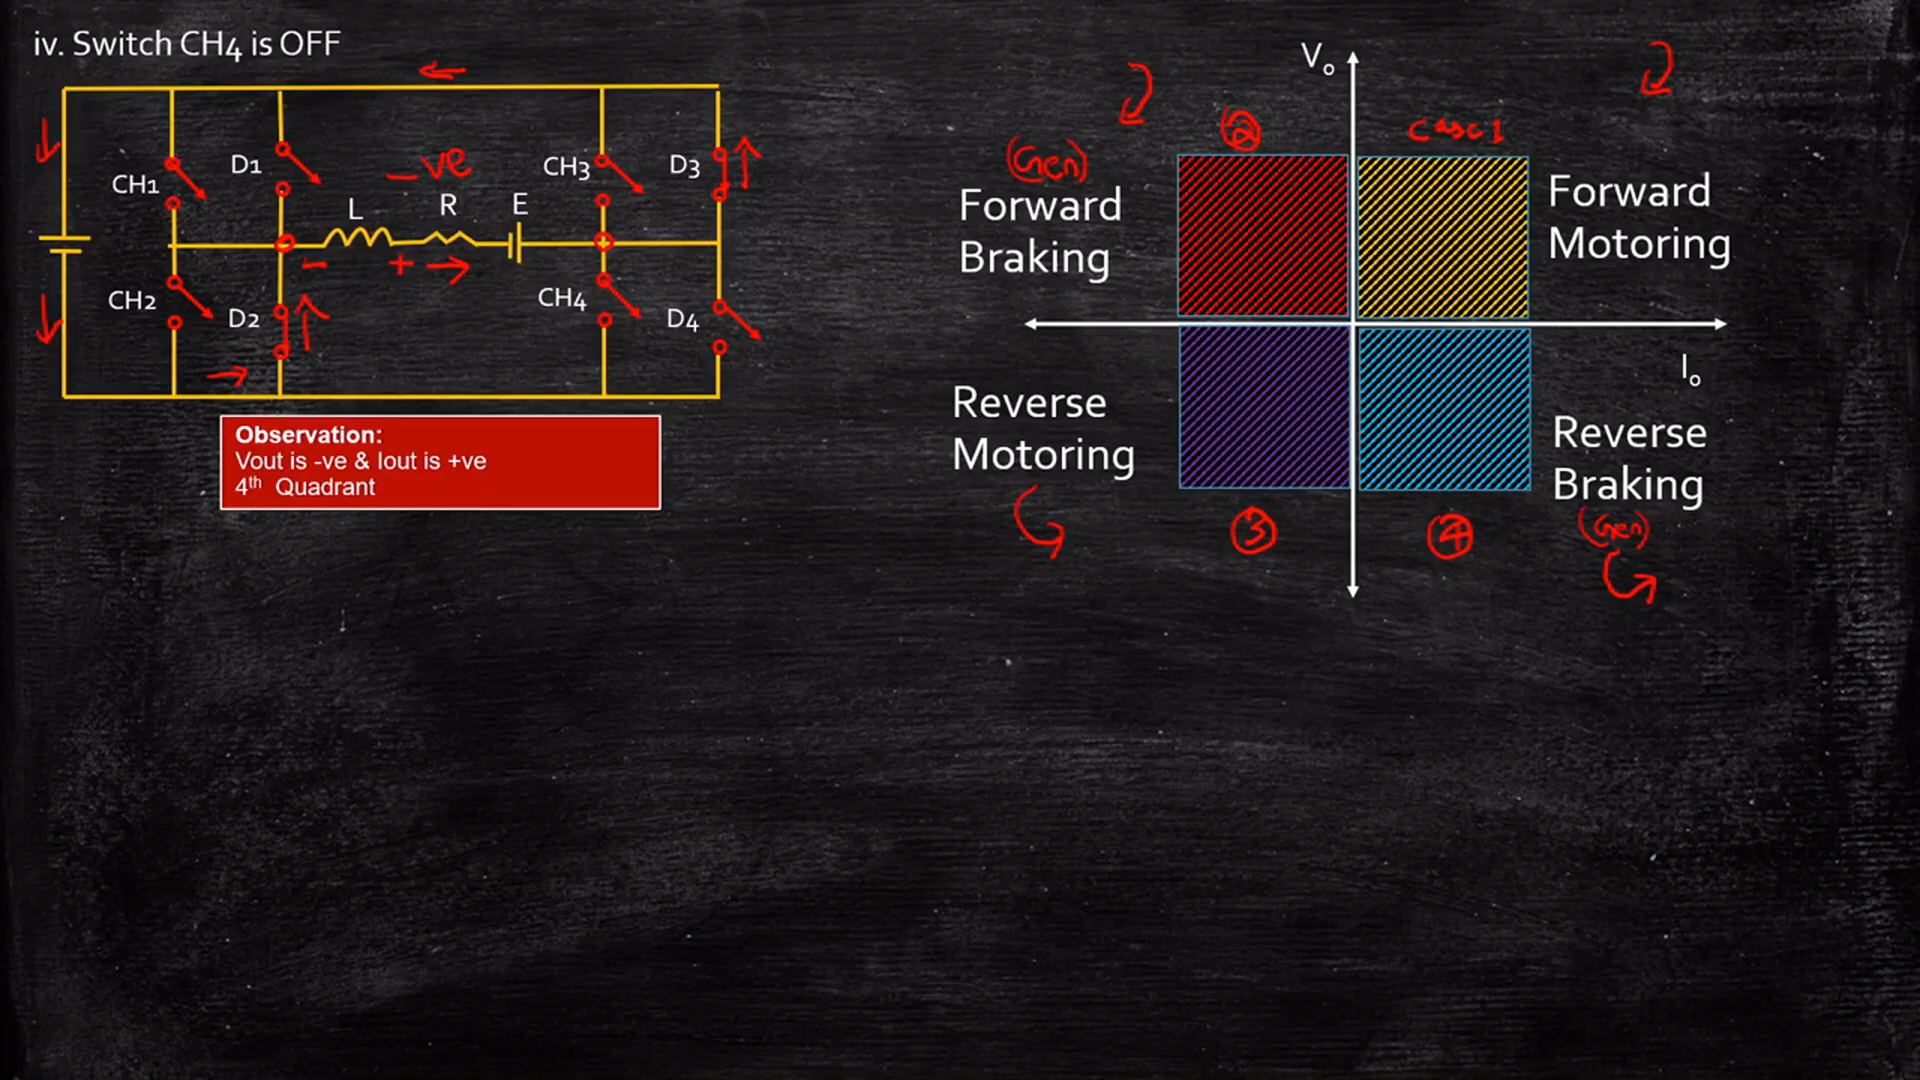 iv. Switch CH4 is OFF
CH1
D1
-ve
CH3
D3
L
R
E
- +
CH2
D2
CH4
D4
Observation:
Vout is -ve & Iout is +ve
4th Quadrant
Vo
2
case 1
(Gen)
Forward
Braking
Forward
Motoring
Io
Reverse
Motoring
Reverse
Braking
(Gen)
3
4